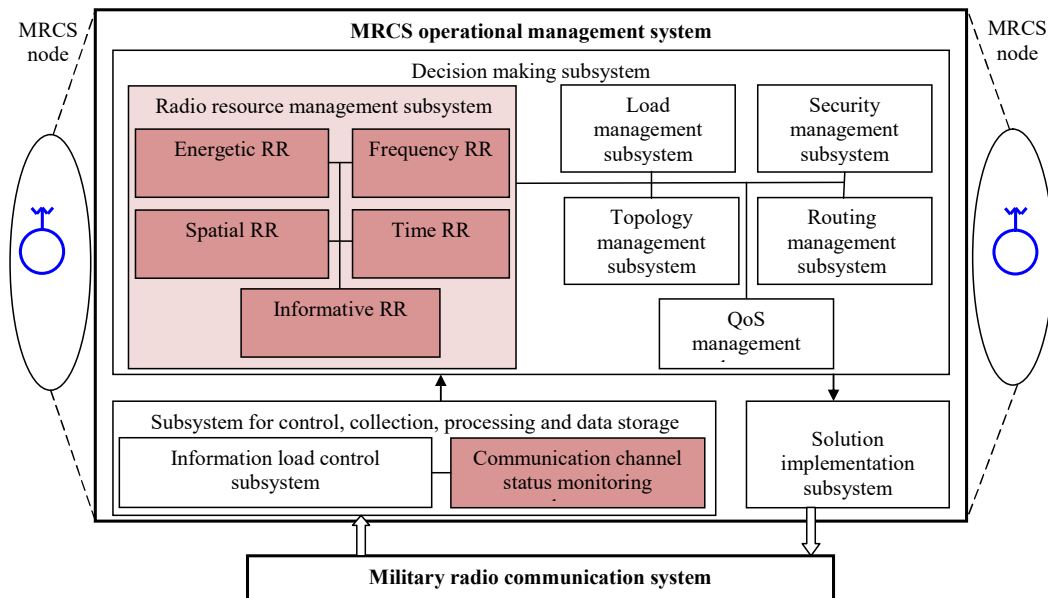 MRCS
node
MRCS operational management system
MRCS
node
Decision making subsystem
Radio resource management subsystem
Energetic RR
Frequency RR
Spatial RR
Time RR
Informative RR
Load
management
subsystem
Security
management
subsystem
Topology
management
subsystem
Routing
management
subsystem
QoS
management
Subsystem for control, collection, processing and data storage
Information load control
subsystem
Communication channel
status monitoring
Solution
implementation
subsystem
Military radio communication system